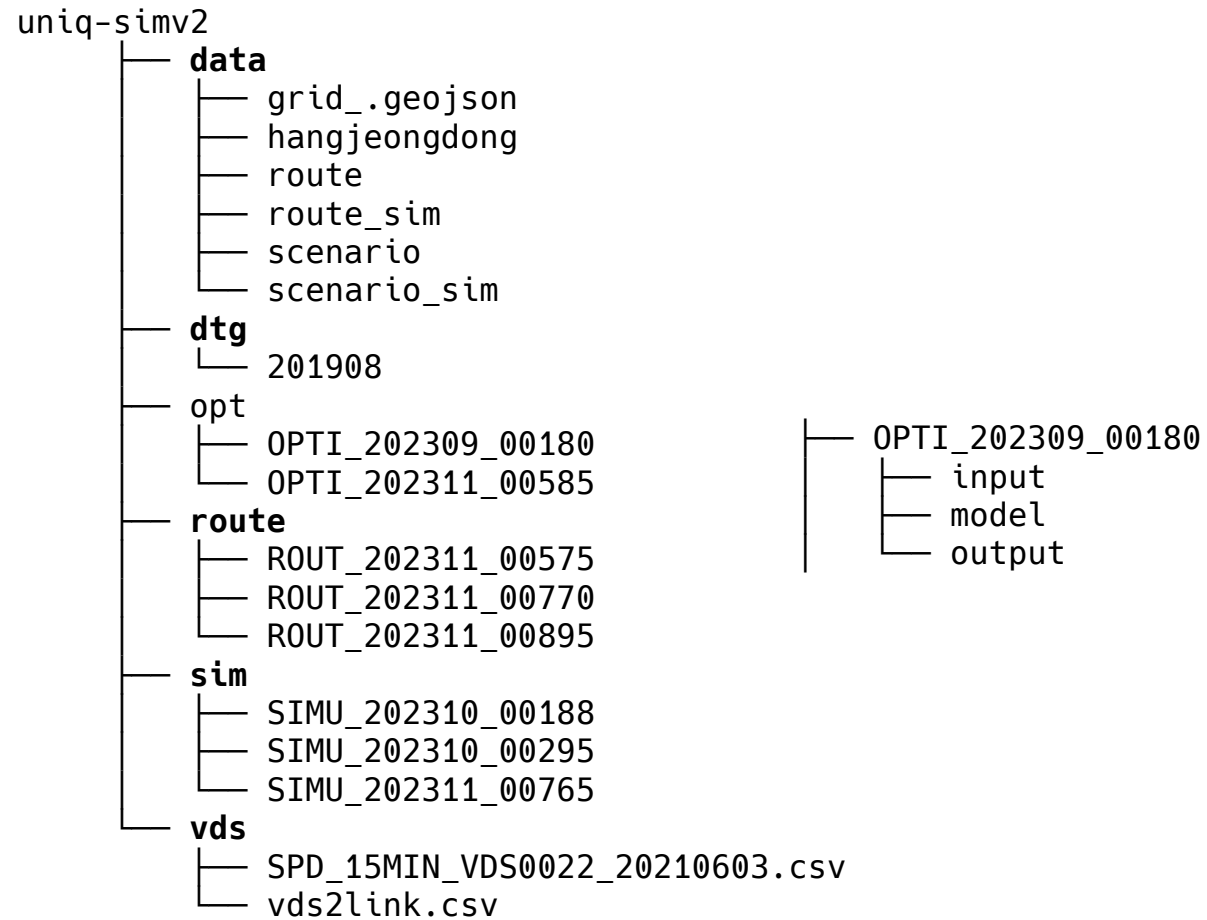 uniq-simv2
├── data
│   ├── grid_.geojson
│   ├── hangjeongdong
│   ├── route
│   ├── route_sim
│   ├── scenario
│   └── scenario_sim
├── dtg
│   └── 201908
├── opt
│   ├── OPTI_202309_00180
│   └── OPTI_202311_00585
├── route
│   ├── ROUT_202311_00575
│   ├── ROUT_202311_00770
│   └── ROUT_202311_00895
├── sim
│   ├── SIMU_202310_00188
│   ├── SIMU_202310_00295
│   └── SIMU_202311_00765
└── vds
    ├── SPD_15MIN_VDS0022_20210603.csv
    └── vds2link.csv
├── OPTI_202309_00180
│   ├── input
│   ├── model
│   └── output